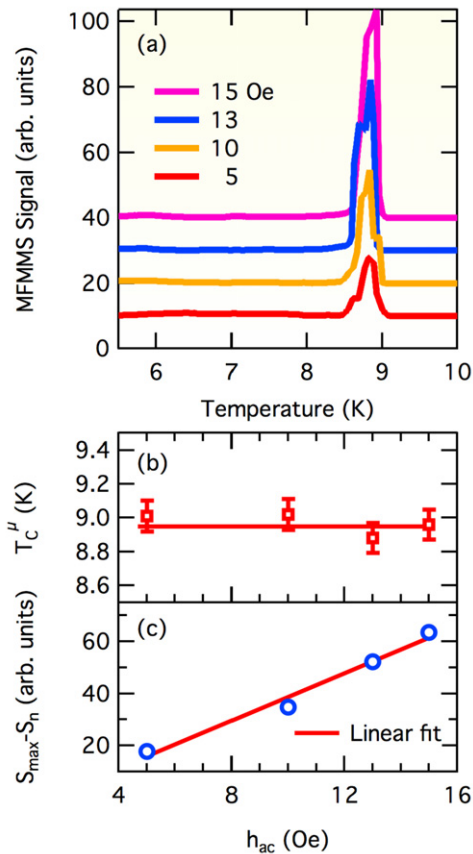 100
80
60
40
20
0
MFMMS Signal (arb. units)
(a)
15 Oe
13
10
5
6
7
8
9
10
Temperature (K)
9.4
9.2
9.0
8.8
8.6
T_C^μ (K)
(b)
60
40
20
S_max-S_n (arb. units)
(c)
Linear fit
4
8
12
16
h_ac (Oe)